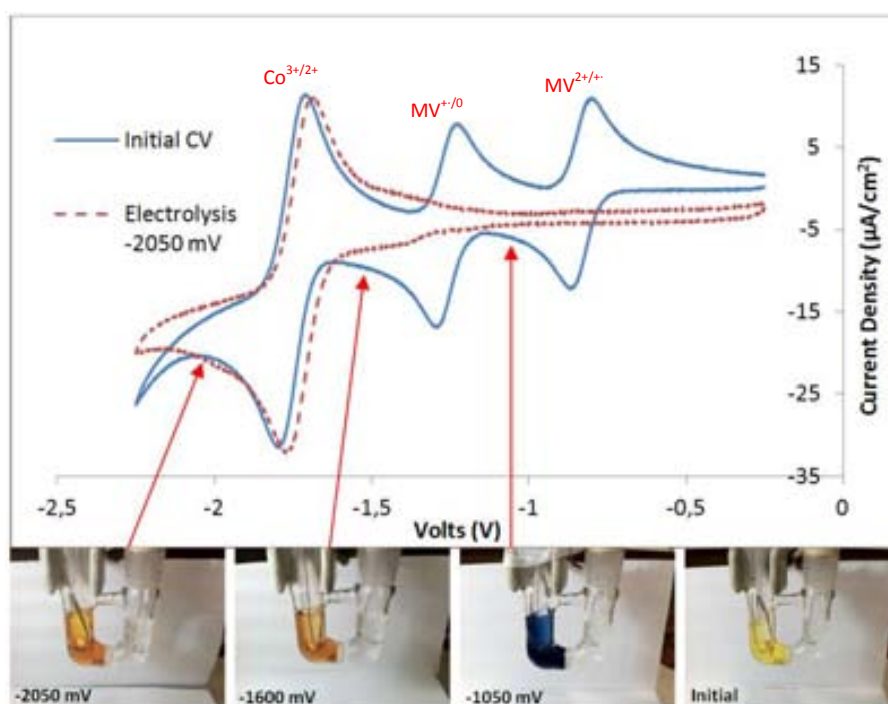 Co3+/2+
MV+·/0
MV2+/+·
Initial CV
Electrolysis
-2050 mV
15
5
-5
-15
-25
-35
Current Density (µA/cm²)
-2,5
-2
-1,5
-1
-0,5
0
Volts (V)
-2050 mV
-1600 mV
-1050 mV
Initial